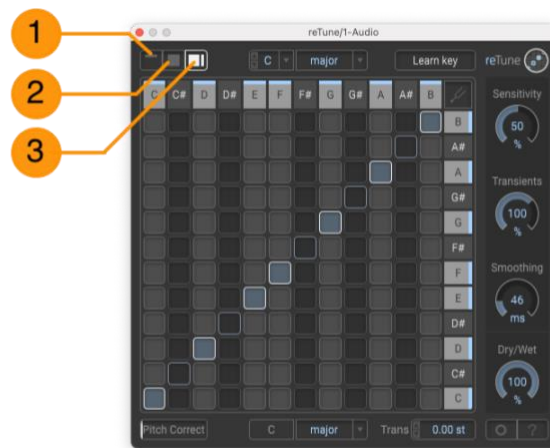 1
reTune/1-Audio
C major Learn key reTune
2
C C# D D# E F F# G G# A A# B
Sensitivity
B
50
%
3
A#
A
Transients
G#
100
%
G
F#
F
Smoothing
E
46
ms
D#
D
Dry/Wet
C#
100
%
C
Pitch Correct C major Trans 0.00 st ?